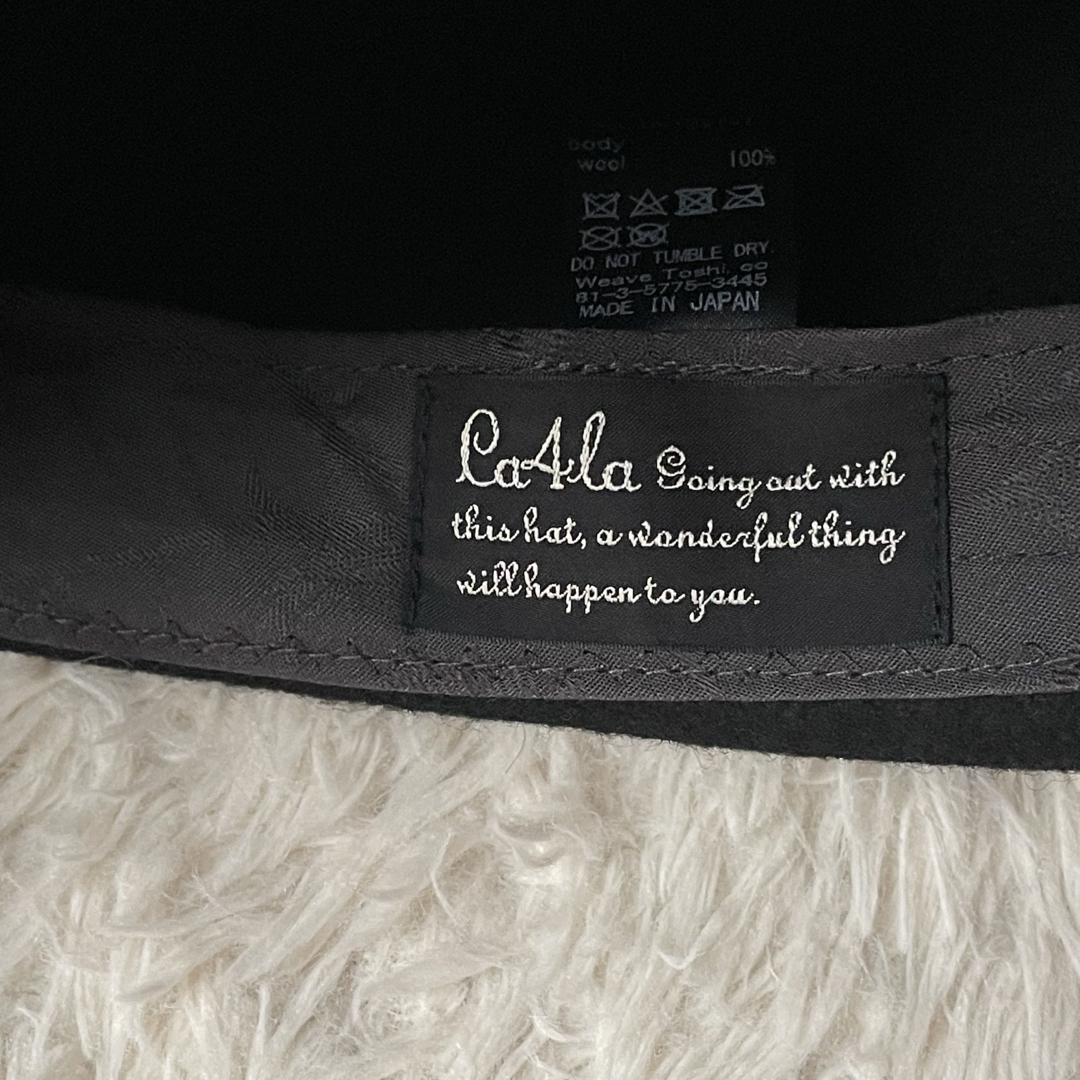 body
wool 100%
DO NOT TUMBLE DRY.
Weave Toshi, co
81-3-5775-3445
MADE IN JAPAN
Ca4la Going out with
this hat, a wonderful thing
will happen to you.